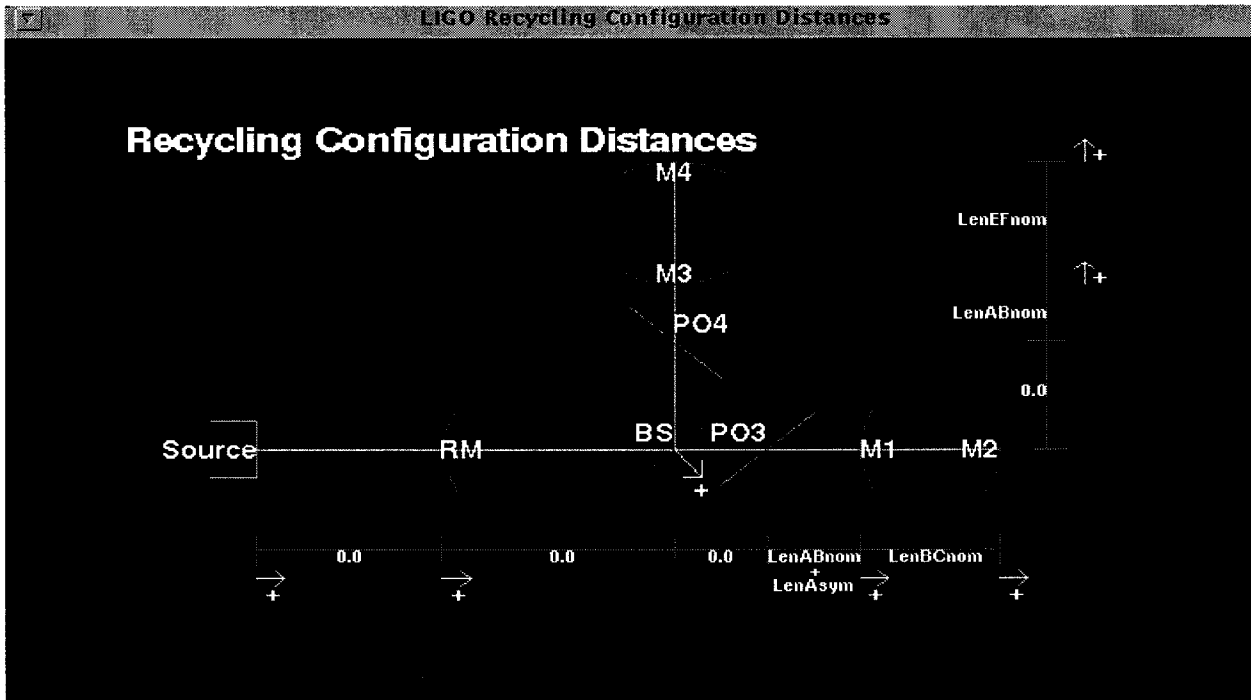 LIGO Recycling Configuration Distances
Recycling Configuration Distances
M4
+
LenEFnom
M3
+
LenABnom
PO4
0.0
BS PO3
Source RM M1 M2
+
0.0 0.0 0.0 LenABnom LenBCnom
+
LenAsym
+ + + +